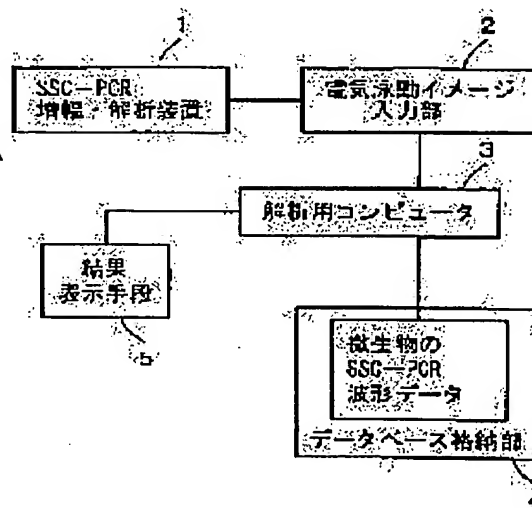 1
2
SSC－PCR
増幅・解析装置
電気泳動イメージ
入力部
3
解析用コンピュータ
結果
表示手段
5
微生物の
SSC－PCR
波形データ
データベース格納部
4